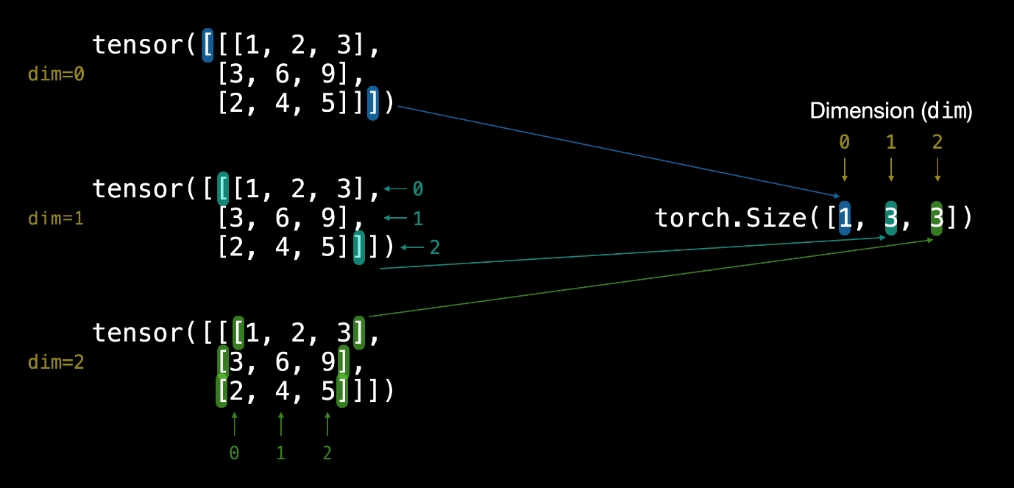 tensor([[[1, 2, 3],
dim=0
[3, 6, 9],
[2, 4, 5]]])
tensor([[[1, 2, 3],
0
dim=1
[3, 6, 9],
1
[2, 4, 5]]])
2
tensor([[[1, 2, 3],
dim=2
[3, 6, 9],
[2, 4, 5]]])
0 1 2
Dimension (dim)
0 1 2
torch.Size([1, 3, 3])